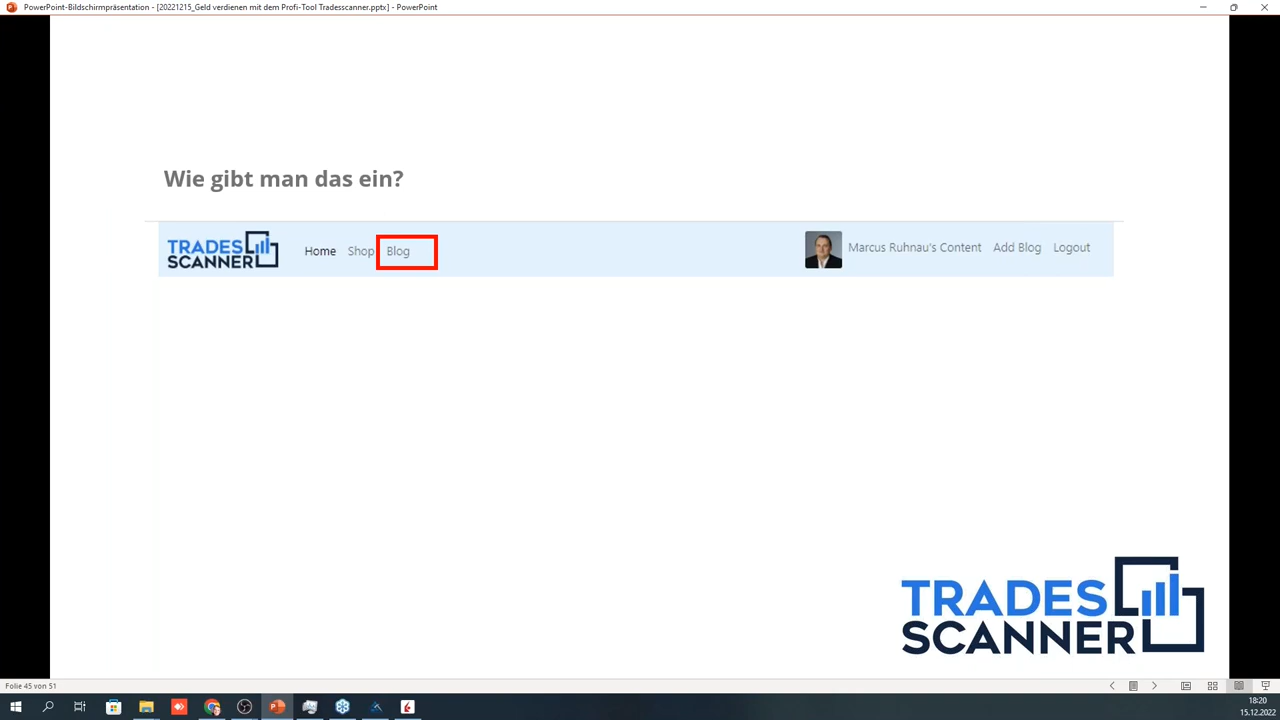 PowerPoint-Bildschirmpräsentation - [20221215_Geld verdienen mit dem Profi-Tool Tradesscanner.pptx] - PowerPoint
Wie gibt man das ein?
TRADES
SCANNER
Home Shop Blog
Marcus Ruhnau's Content Add Blog Logout
TRADES
SCANNER
Folie 45 von 51
18:20
15.12.2022